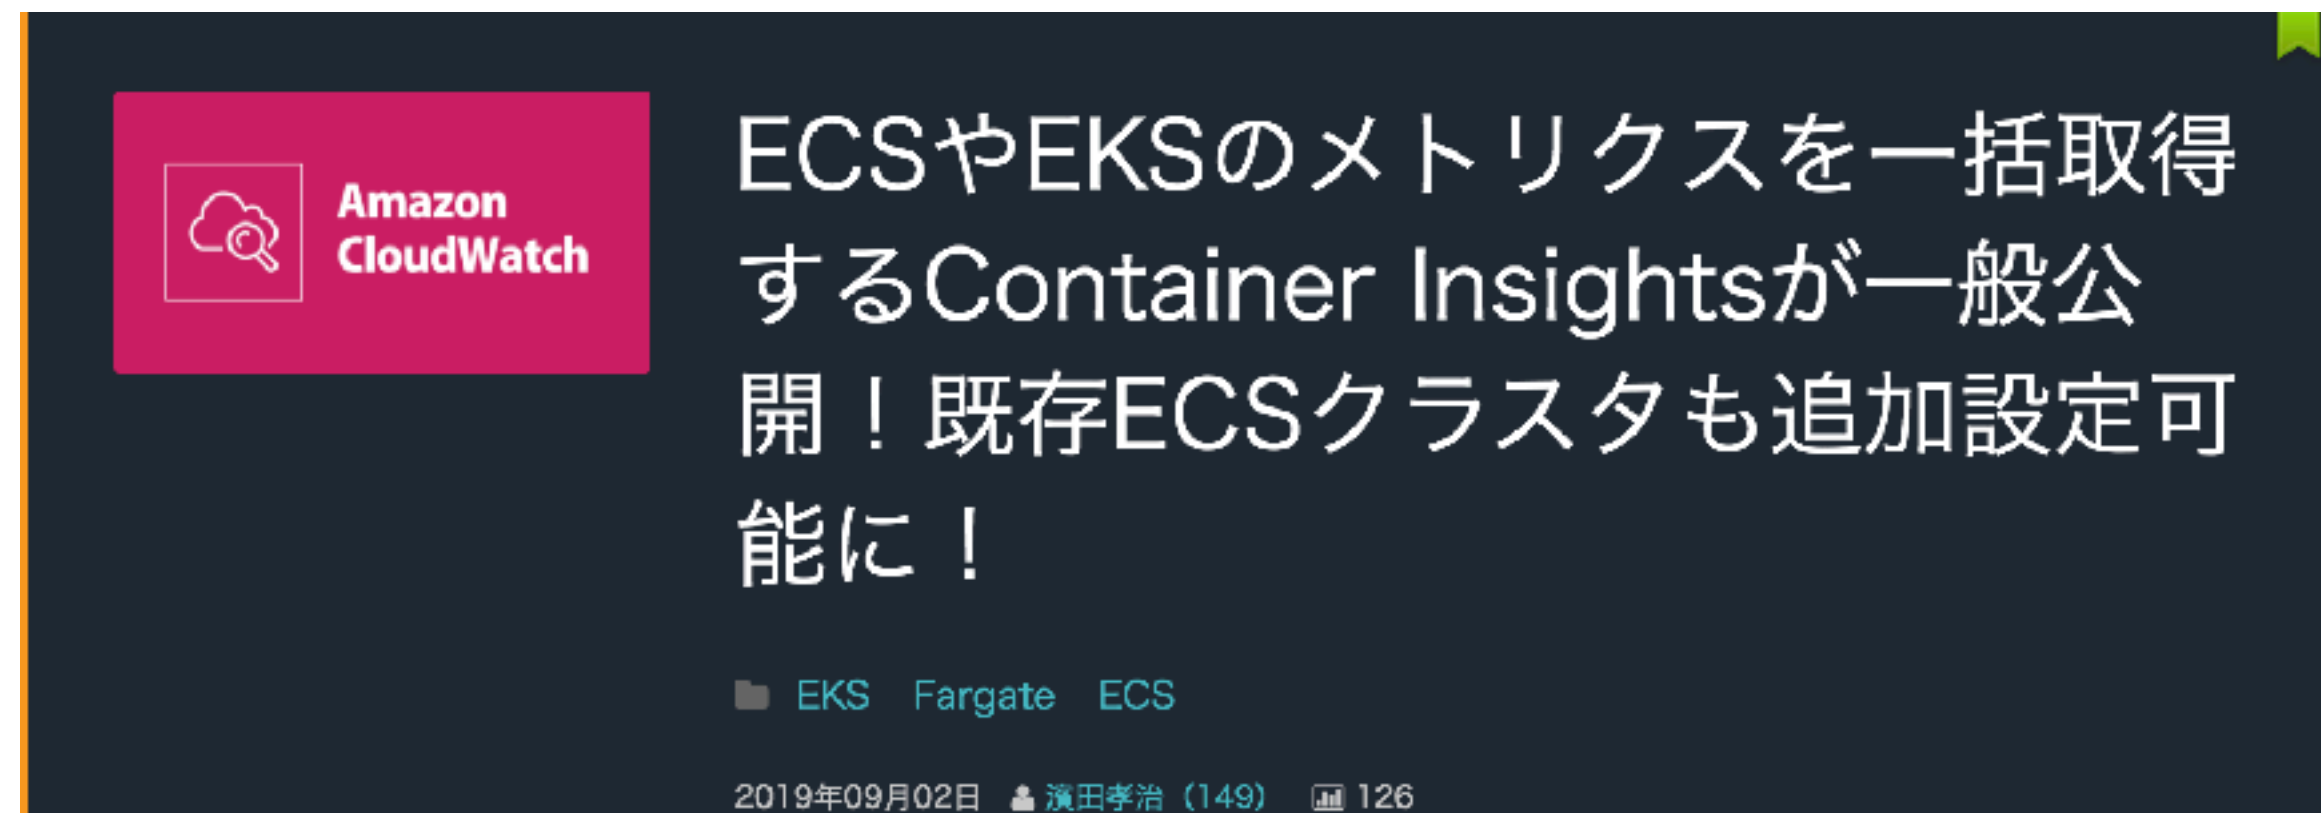 Amazon
CloudWatch
ECSやEKSのメトリクスを一括取得
するContainer Insightsが一般公
開！既存ECSクラスタも追加設定可
能に！
EKS Fargate ECS
2019年09月02日 濱田孝治（149） 126